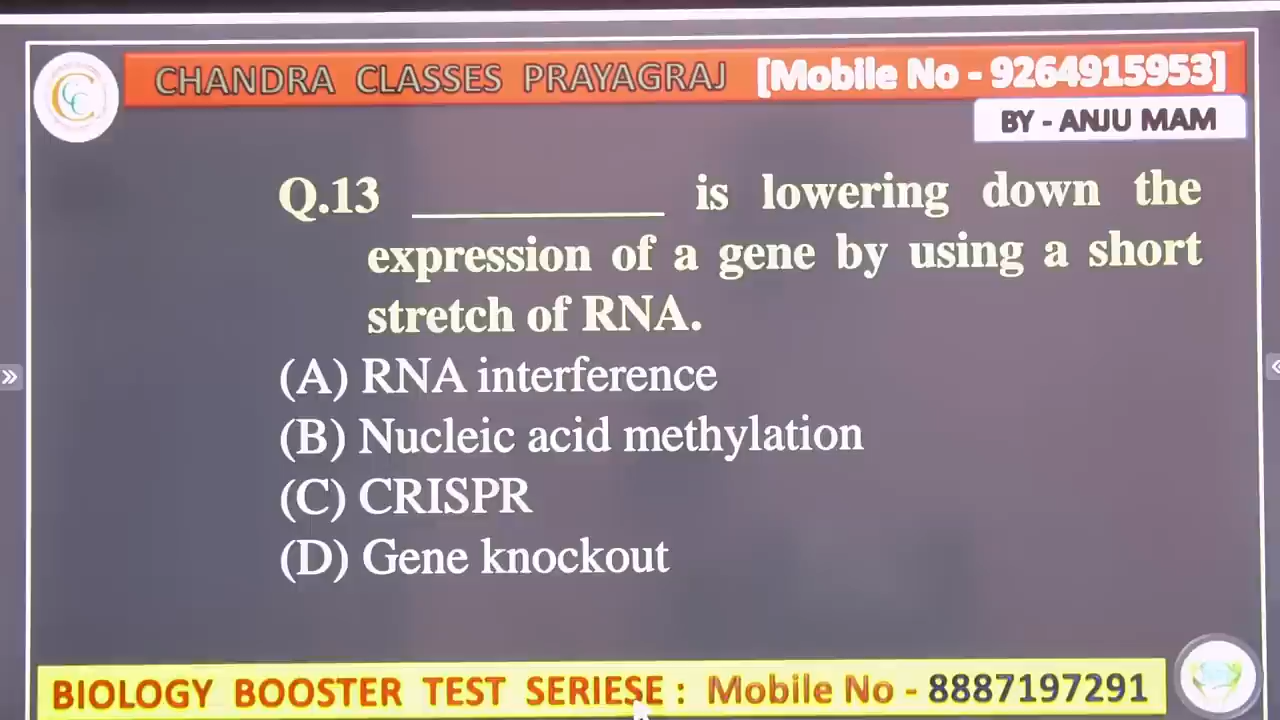 CHANDRA CLASSES PRAYAGRAJ [Mobile No - 9264915953]
BY - ANJU MAM
Q.13 __________ is lowering down the
expression of a gene by using a short
stretch of RNA.
(A) RNA interference
(B) Nucleic acid methylation
(C) CRISPR
(D) Gene knockout
BIOLOGY BOOSTER TEST SERIESE : Mobile No - 8887197291